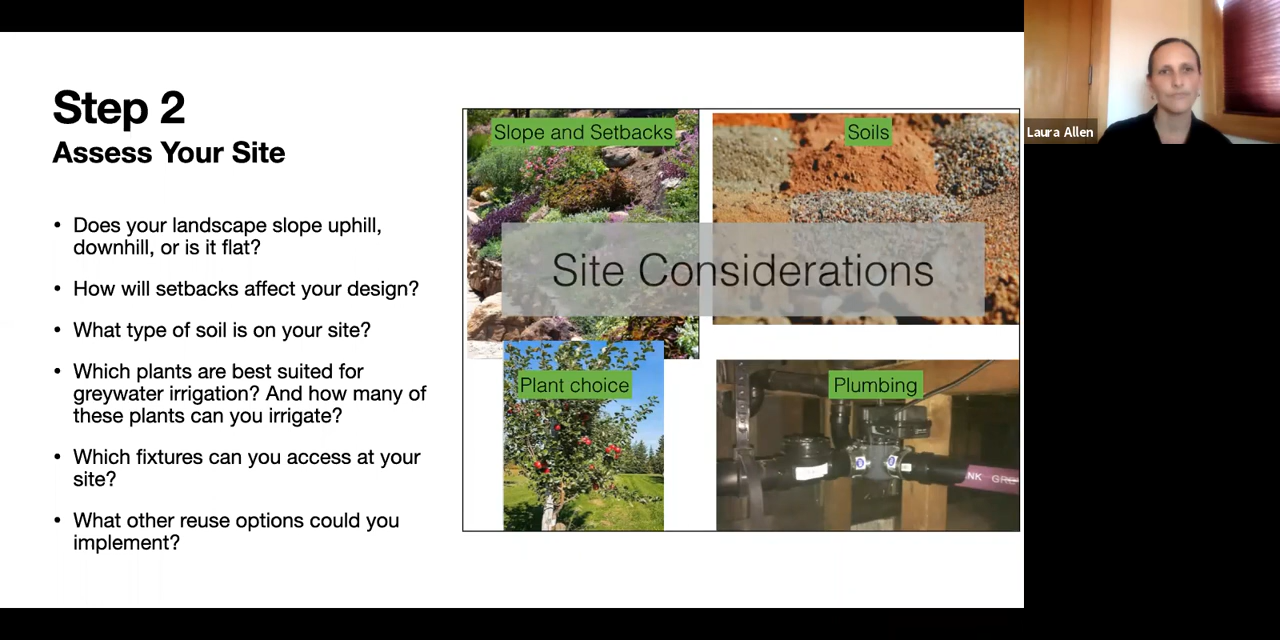 Step 2
Assess Your Site
• Does your landscape slope uphill,
downhill, or is it flat?
• How will setbacks affect your design?
• What type of soil is on your site?
• Which plants are best suited for
greywater irrigation? And how many of
these plants can you irrigate?
• Which fixtures can you access at your
site?
• What other reuse options could you
implement?
Slope and Setbacks
Soils
Site Considerations
Plant choice
Plumbing
Laura Allen